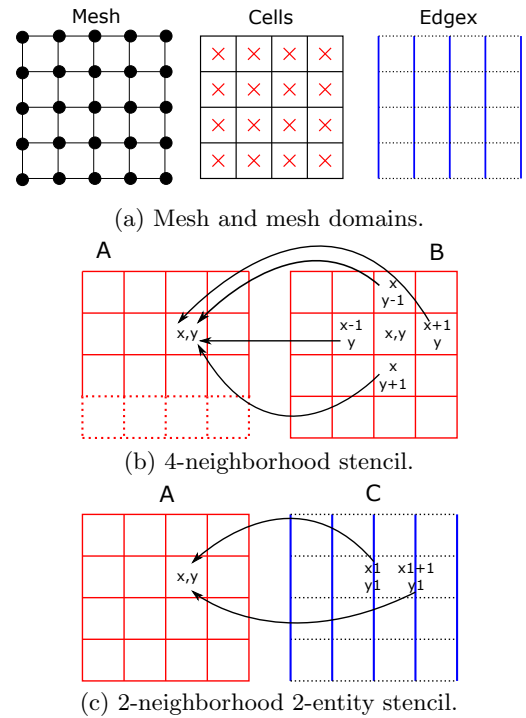 Mesh Cells Edgex
(a) Mesh and mesh domains.
A B
x
y-1
x,y x-1 x,y x+1
y y
x
y+1
(b) 4-neighborhood stencil.
A C
x,y x1 x1+1
y1 y1
(c) 2-neighborhood 2-entity stencil.